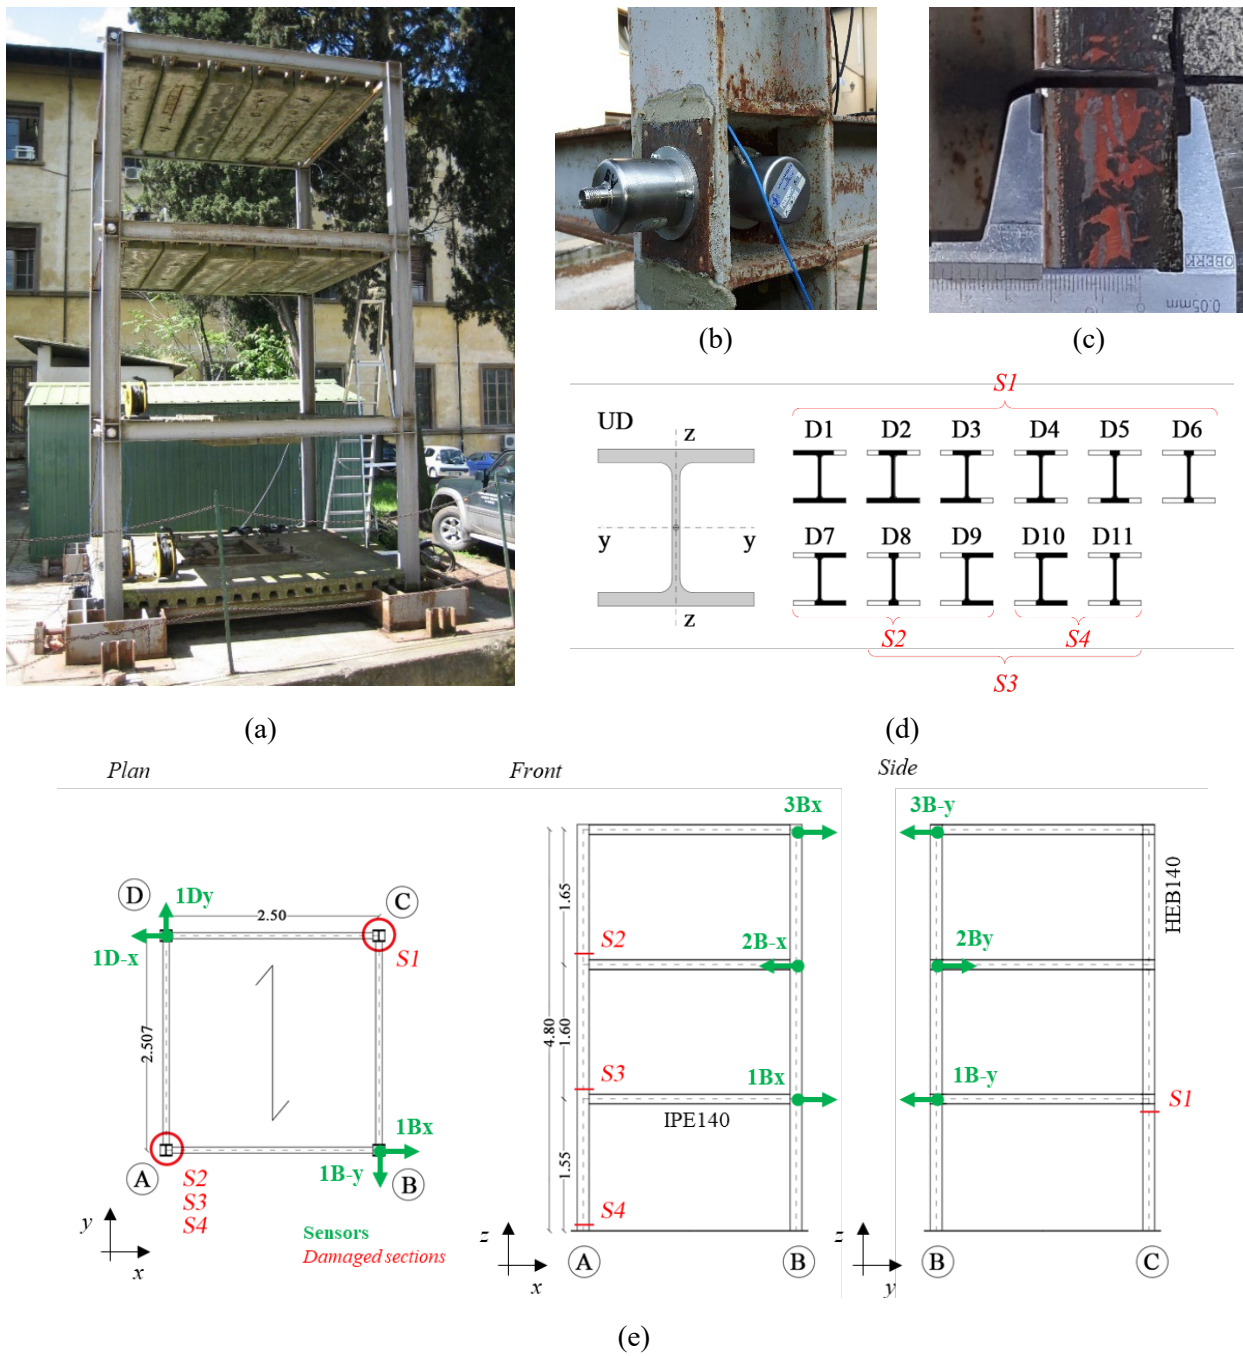 (a)
(b)
0.05mm
(c)
S1
UD
z
y
y
z
D1 D2 D3 D4 D5 D6
D7 D8 D9 D10 D11
S2
S4
S3
(d)
Plan
D
1Dy
C
2.50
1D-x
S1
2.507
1Bx
1B-y
A
B
S2
S3
S4
y
x
Sensors
Damaged sections
Front
3Bx
1.65
S2
2B-x
4.80
1.60
S3
1Bx
IPE140
1.55
S4
z
x
A
B
Side
3B-y
HEB140
2By
1B-y
S1
z
y
B
C
(e)